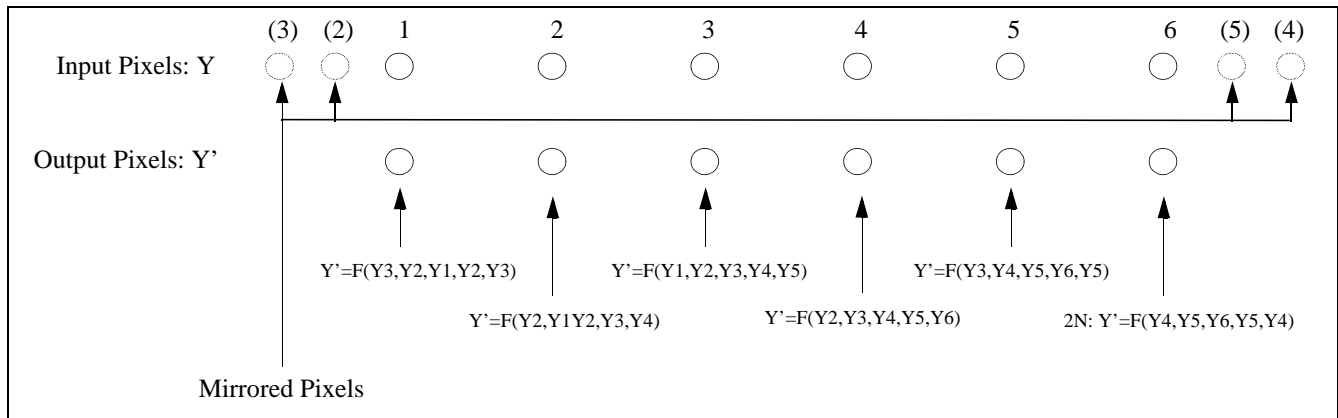 (3) (2) 1 2 3 4 5 6 (5) (4)
Input Pixels: Y
Output Pixels: Y’
Y’=F(Y3,Y2,Y1,Y2,Y3) Y’=F(Y1,Y2,Y3,Y4,Y5) Y’=F(Y3,Y4,Y5,Y6,Y5)
Y’=F(Y2,Y1Y2,Y3,Y4) Y’=F(Y2,Y3,Y4,Y5,Y6) 2N: Y’=F(Y4,Y5,Y6,Y5,Y4)
Mirrored Pixels